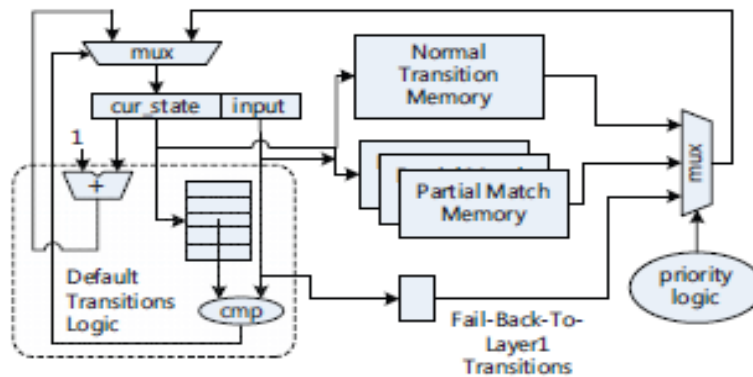 mux
Normal
Transition
Memory
cur_state
input
1
+
mux
Partial Match
Memory
Default
Transitions
Logic
cmp
priority
logic
Fail-Back-To-
Layer1
Transitions